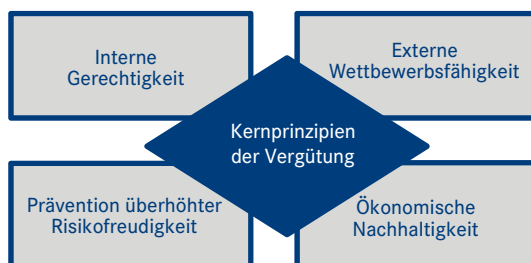 Interne
Gerechtigkeit
Externe
Wettbewerbsfähigkeit
Kernprinzipien
der Vergütung
Prävention überhöhter
Risikofreudigkeit
Ökonomische
Nachhaltigkeit